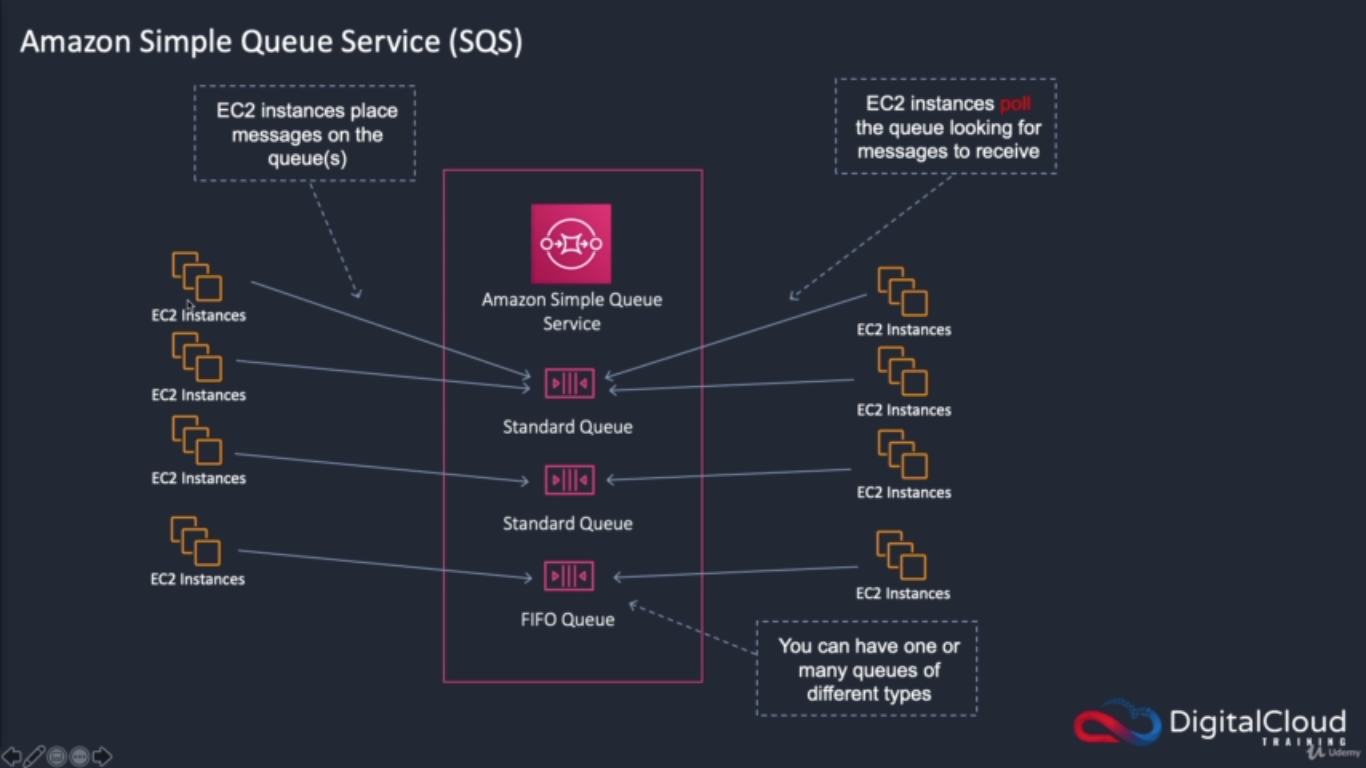 Amazon Simple Queue Service (SQS)
EC2 instances place
messages on the
queue(s)
EC2 instances poll
the queue looking for
messages to receive
Amazon Simple Queue
Service
EC2 Instances
EC2 Instances
EC2 Instances
EC2 Instances
Standard Queue
Standard Queue
FIFO Queue
EC2 Instances
EC2 Instances
EC2 Instances
EC2 Instances
You can have one or
many queues of
different types
DigitalCloud
TRAINING
Udemy